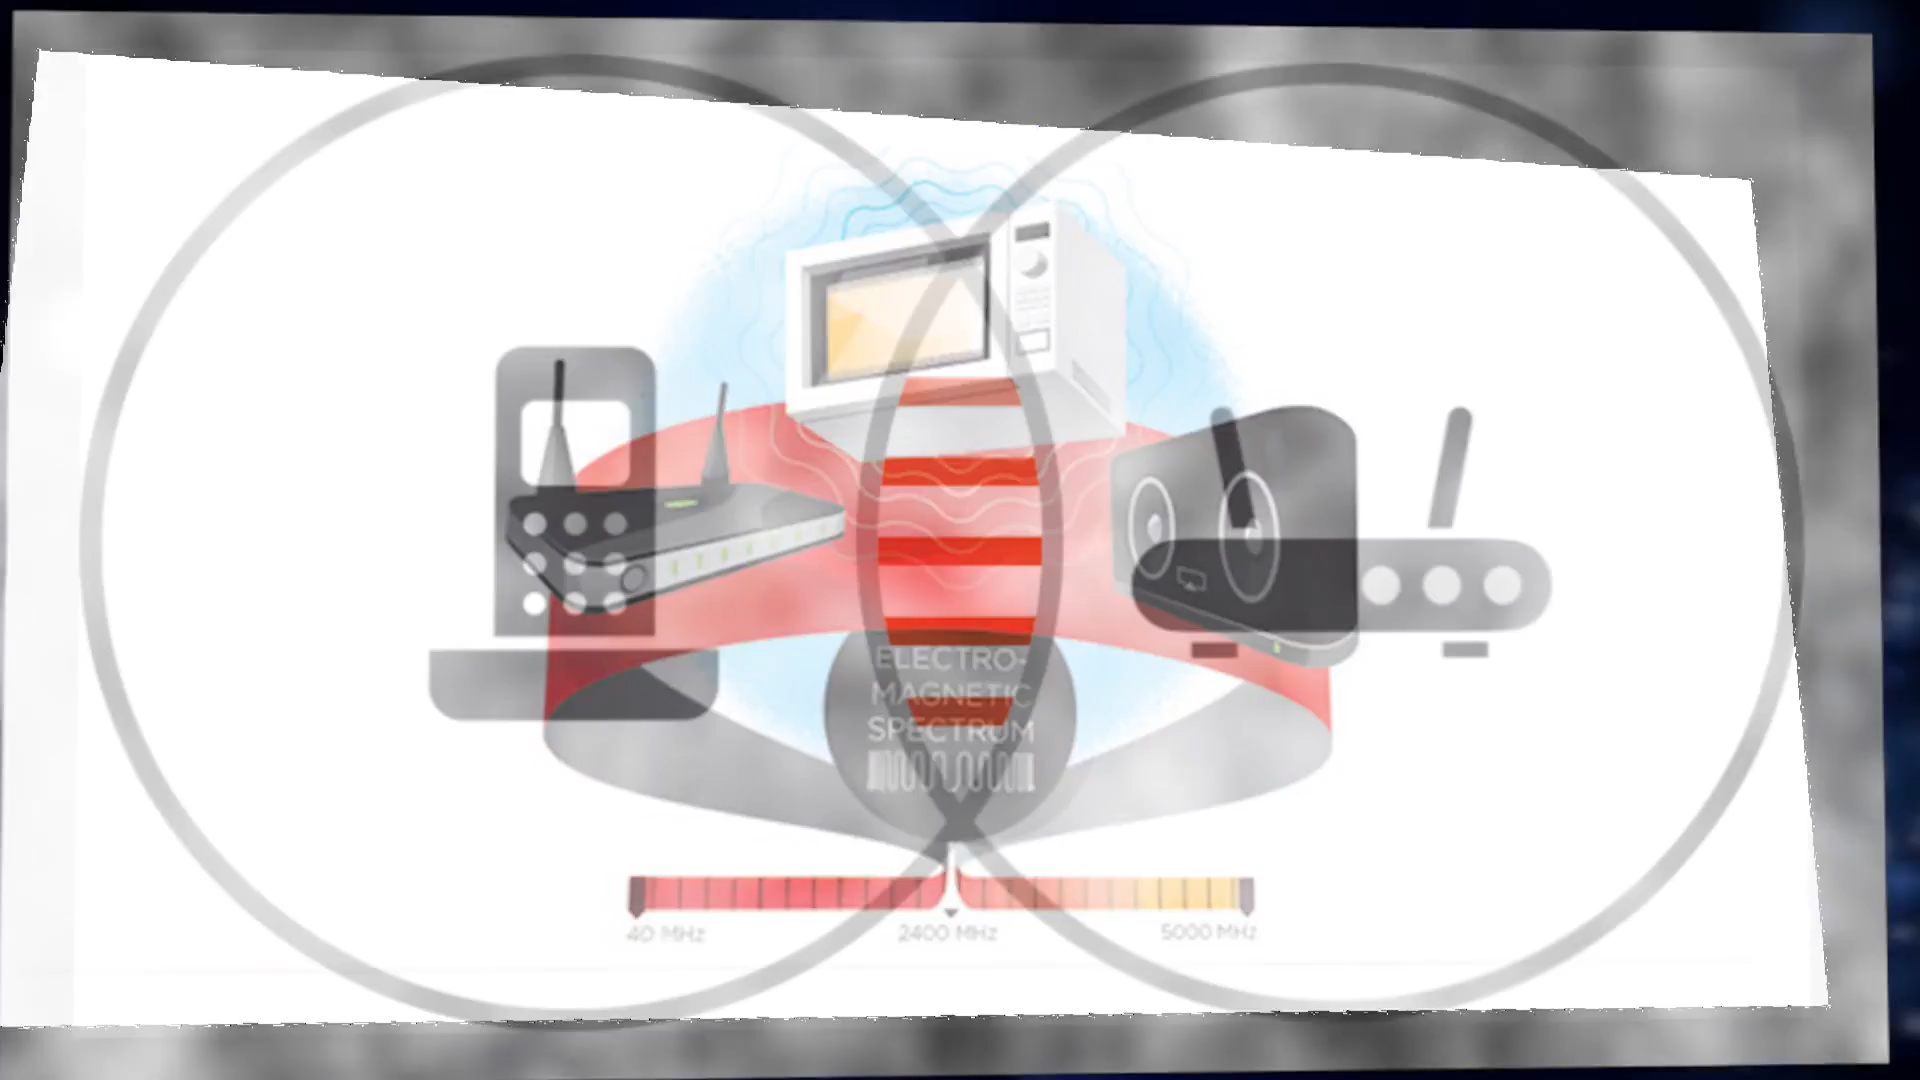 ELECTRO-
MAGNETIC
SPECTRUM
40 MHz
2400 MHz
5000 MHz